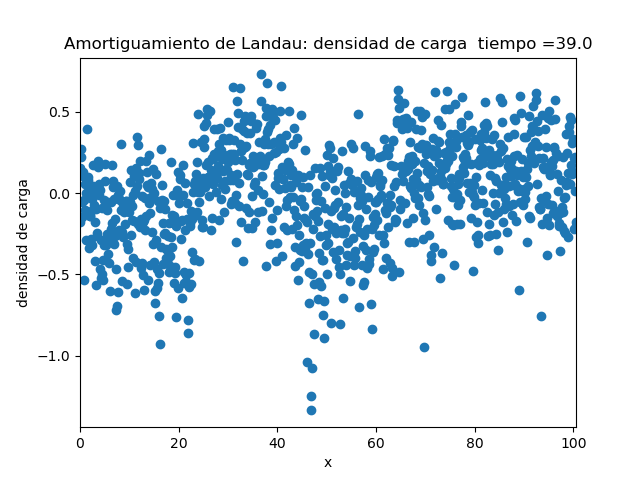 Amortiguamiento de Landau: densidad de carga  tiempo =39.0
0.5
0.0
−0.5
−1.0
densidad de carga
0 20 40 60 80 100
x